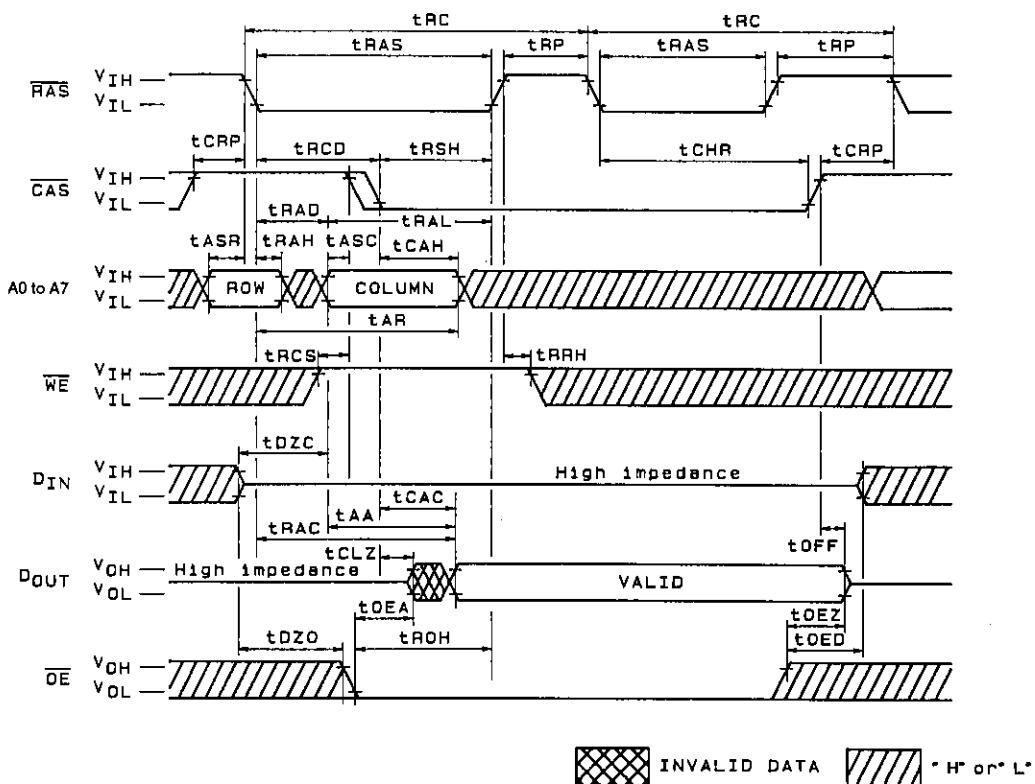 tRC tRC
tRAS tRP tRAS tRP
RAS VIH
VIL
tCRP tRCD tRSH tCHR tCRP
CAS VIH
VIL
tRAD tRAL
tASR tRAH tASC tCAH
A0 to A7 VIH
VIL
ROW COLUMN
tAR
tRCS tRRH
WE VIH
VIL
tDZC
DIN VIH
VIL
High impedance
tCAC
tAA
tRAC
tOFF
tCLZ
High impedance
DOUT VOH
VOL
VALID
tOEA tOEZ
tDZO tROH tOED
OE VOH
VOL
INVALID DATA "H" or "L"